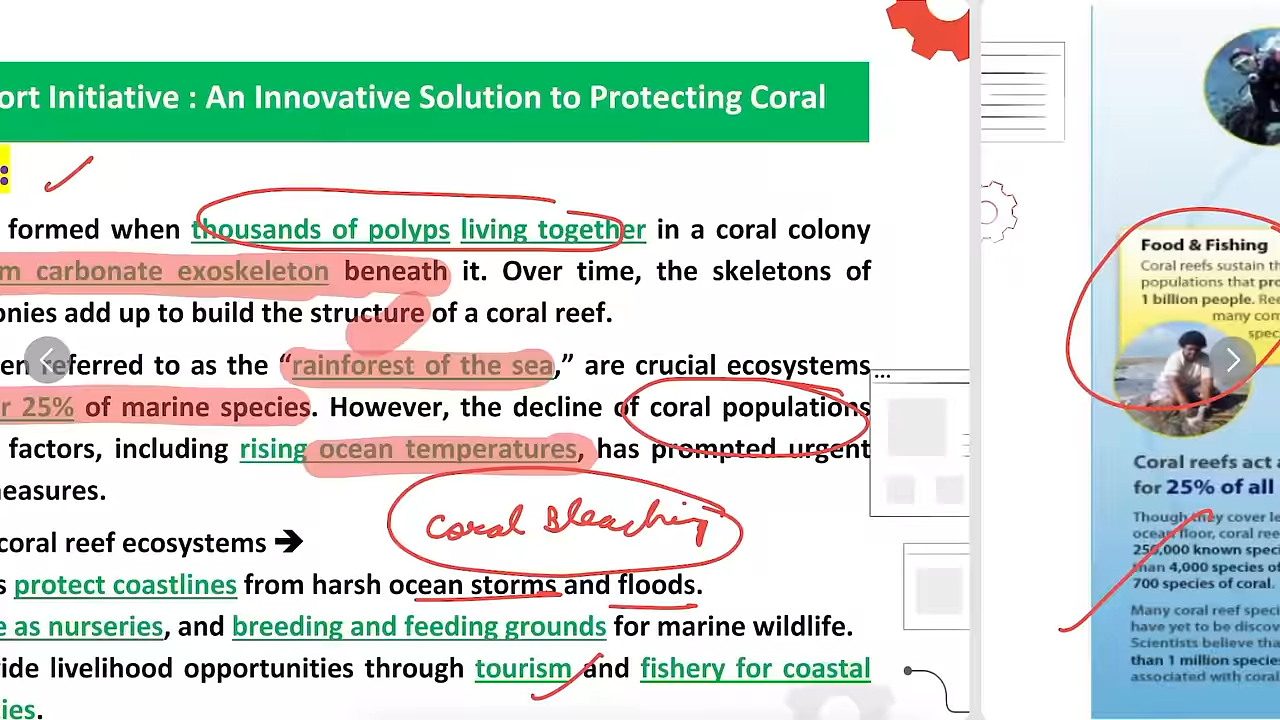 ort Initiative : An Innovative Solution to Protecting Coral
:
formed when thousands of polyps living together in a coral colony
m carbonate exoskeleton beneath it. Over time, the skeletons of
onies add up to build the structure of a coral reef.
en referred to as the “rainforest of the sea,” are crucial ecosystems
r 25% of marine species. However, the decline of coral populations
factors, including rising ocean temperatures, has prompted urgent
easures.
Coral Bleaching
coral reef ecosystems ➔
s protect coastlines from harsh ocean storms and floods.
e as nurseries, and breeding and feeding grounds for marine wildlife.
ide livelihood opportunities through tourism and fishery for coastal
ies.
...
Food & Fishing
Coral reefs sustain th
populations that pro
1 billion people. Ree
many com
spec
Coral reefs act a
for 25% of all
Though they cover le
ocean floor, coral ree
250,000 known speci
than 4,000 species of
700 species of coral.
Many coral reef speci
have yet to be discov
Scientists believe tha
than 1 million species
associated with coral